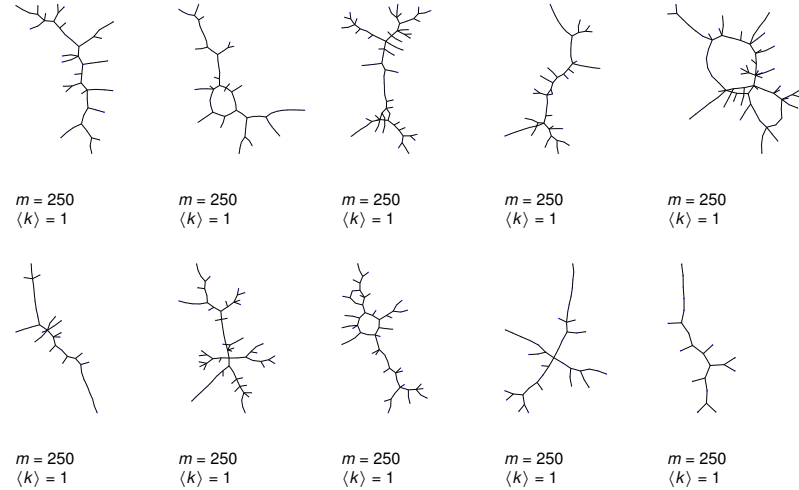 m = 250
⟨k⟩ = 1
m = 250
⟨k⟩ = 1
m = 250
⟨k⟩ = 1
m = 250
⟨k⟩ = 1
m = 250
⟨k⟩ = 1
m = 250
⟨k⟩ = 1
m = 250
⟨k⟩ = 1
m = 250
⟨k⟩ = 1
m = 250
⟨k⟩ = 1
m = 250
⟨k⟩ = 1